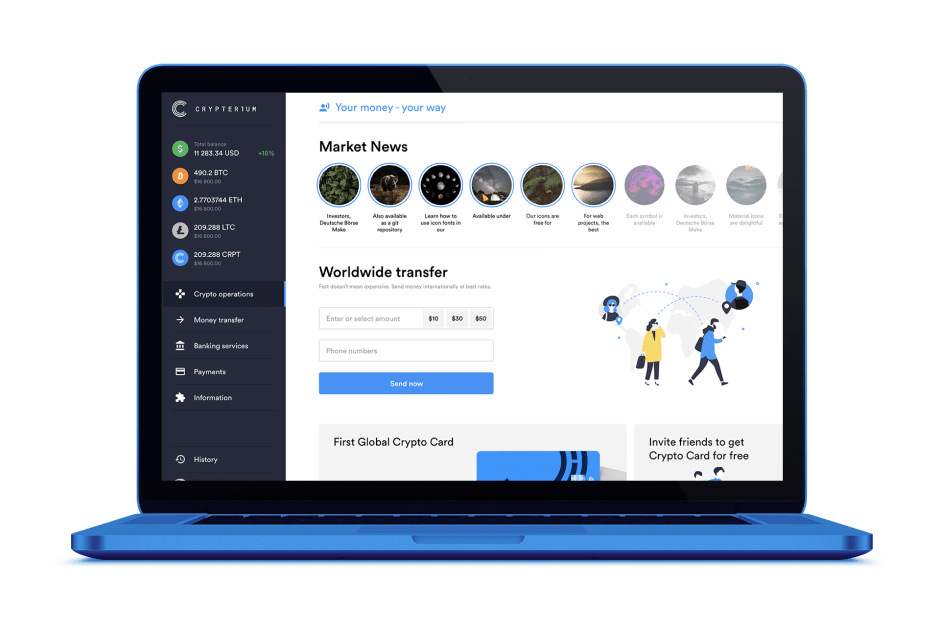 CRYPTERIUM
Total balance
11 283.34 USD
+18%
490.2 BTC
$16 800.00
2.7703744 ETH
$16 800.00
209.288 LTC
$16 800.00
209.288 CRPT
$16 800.00
Crypto operations
Money transfer
Banking services
Payments
Information
History
Your money - your way
Market News
Investors,
Deutsche Börse
Make
Also available
as a git
repository
Learn how to
use icon fonts in
our
Available under
Our icons are
free for
For web
projects, the
best
Each symbol is
available
Investors,
Deutsche Börse
Make
Material icons
are delightful
Worldwide transfer
Fast doesn't mean expensive. Send money internationally at best rates.
Enter or select amount
$10
$30
$50
Phone numbers
Send now
First Global Crypto Card
Invite friends to get
Crypto Card for free